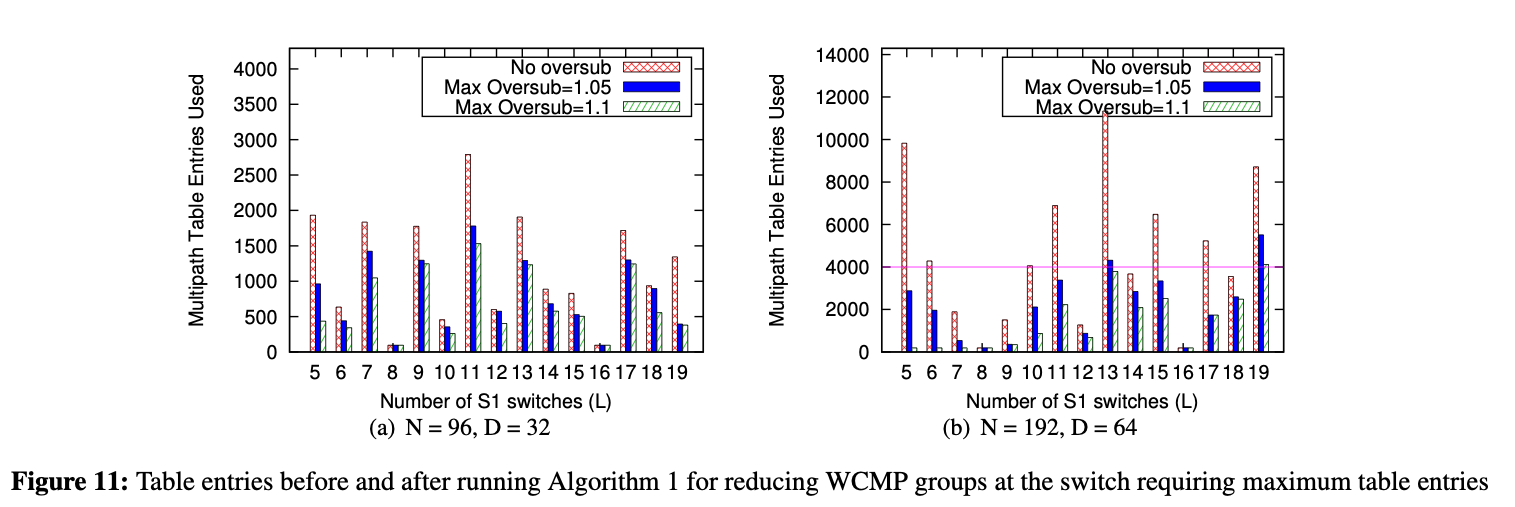 4000
3500
3000
2500
2000
1500
1000
500
0
Multipath Table Entries Used
No oversub
Max Oversub=1.05
Max Oversub=1.1
5 6 7 8 9 10 11 12 13 14 15 16 17 18 19
Number of S1 switches (L)
(a) N = 96, D = 32
14000
12000
10000
8000
6000
4000
2000
0
Multipath Table Entries Used
No oversub
Max Oversub=1.05
Max Oversub=1.1
5 6 7 8 9 10 11 12 13 14 15 16 17 18 19
Number of S1 switches (L)
(b) N = 192, D = 64
Figure 11: Table entries before and after running Algorithm 1 for reducing WCMP groups at the switch requiring maximum table entries